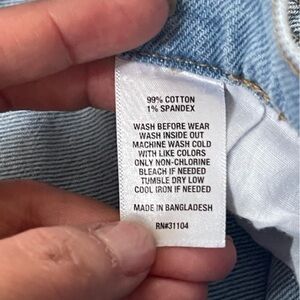 99% COTTON
1% SPANDEX
WASH BEFORE WEAR
WASH INSIDE OUT
MACHINE WASH COLD
WITH LIKE COLORS
ONLY NON-CHLORINE
BLEACH IF NEEDED
TUMBLE DRY LOW
COOL IRON IF NEEDED
MADE IN BANGLADESH
RN#31104